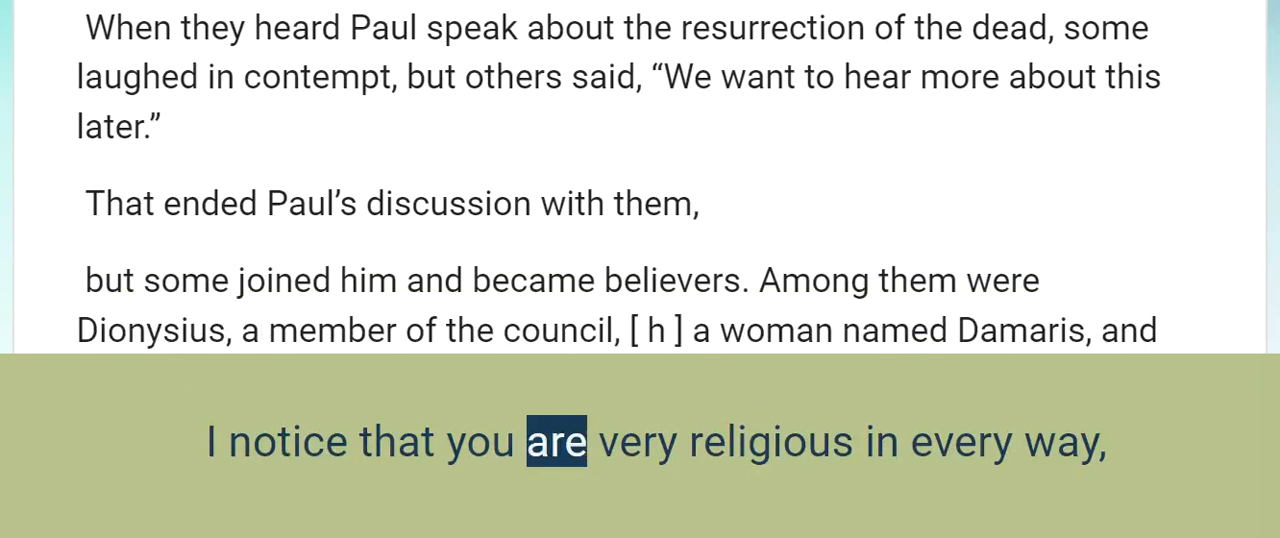 When they heard Paul speak about the resurrection of the dead, some
laughed in contempt, but others said, “We want to hear more about this
later.”
That ended Paul’s discussion with them,
but some joined him and became believers. Among them were
Dionysius, a member of the council, [ h ] a woman named Damaris, and
I notice that you are very religious in every way,